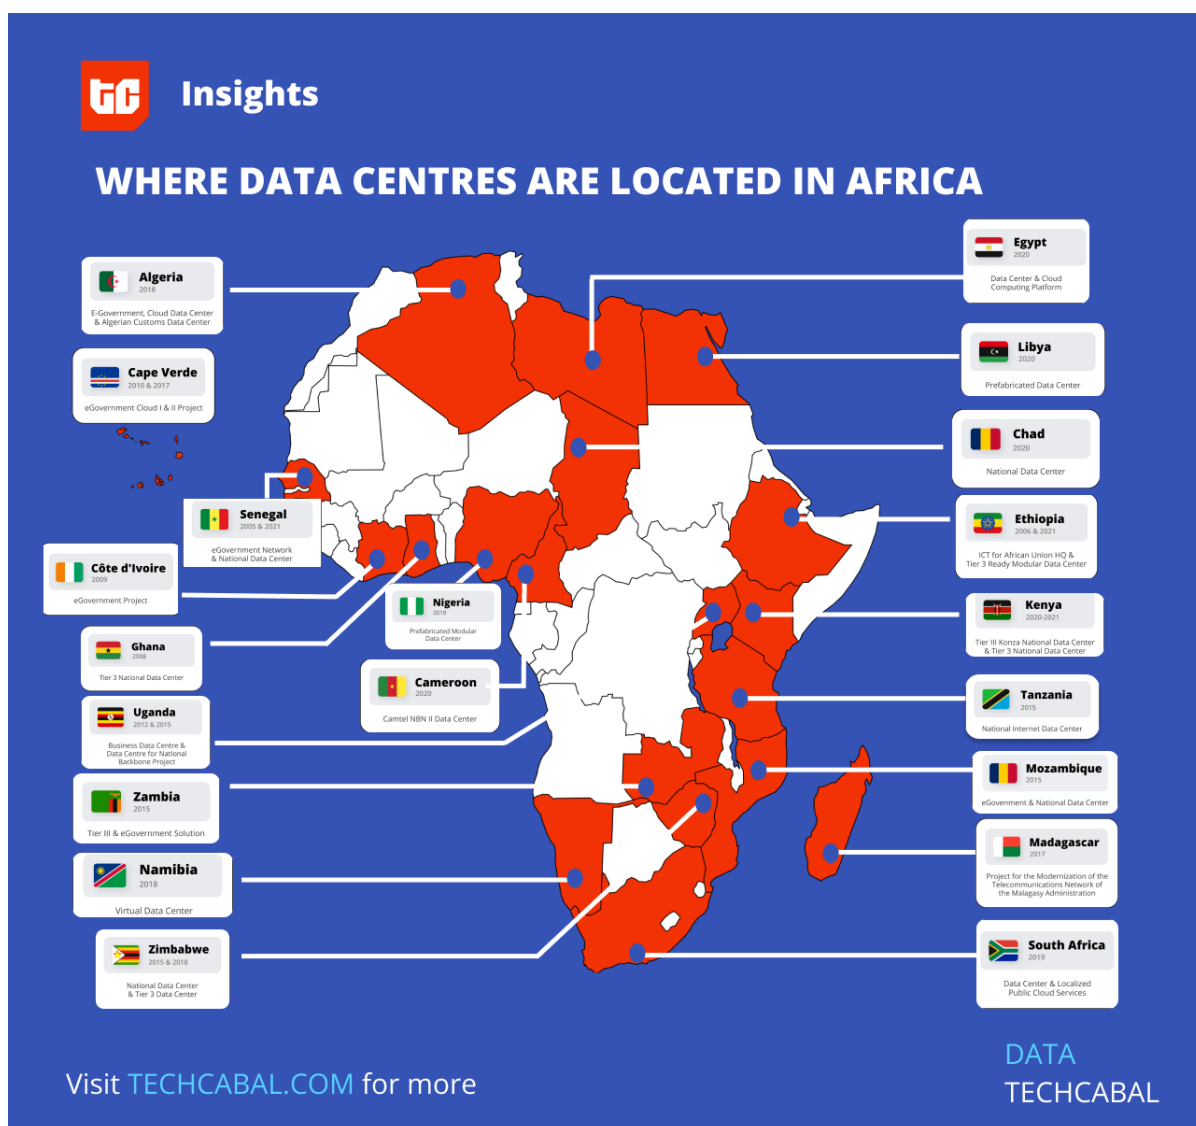 tc
Insights
WHERE DATA CENTRES ARE LOCATED IN AFRICA
Algeria
2018
E-Government, Cloud Data Center
& Algerian Customs Data Center
Cape Verde
2010 & 2017
eGovernment Cloud I & II Project
Senegal
2005 & 2021
eGovernment Network
& National Data Center
Côte d'Ivoire
2009
eGovernment Project
Nigeria
2019
Prefabricated Modular
Data Center
Ghana
2008
Tier 3 National Data Center
Cameroon
2020
Camtel NBN II Data Center
Uganda
2012 & 2015
Business Data Centre &
Data Centre for National
Backbone Project
Zambia
2015
Tier III & eGovernment Solution
Namibia
2018
Virtual Data Center
Zimbabwe
2015 & 2018
National Data Center
& Tier 3 Data Center
Egypt
2020
Data Center & Cloud
Computing Platform
Libya
2020
Prefabricated Data Center
Chad
2020
National Data Center
Ethiopia
2006 & 2021
ICT for African Union HQ &
Tier 3 Ready Modular Data Center
Kenya
2020-2021
Tier III Konza National Data Center
& Tier 3 National Data Center
Tanzania
2015
National Internet Data Center
Mozambique
2015
eGovenment & National Data Center
Madagascar
2017
Project for the Modernization of the
Telecommunications Network of
the Malagasy Administration
South Africa
2019
Data Center & Localized
Public Cloud Services
Visit TECHCABAL.COM for more
DATA
TECHCABAL